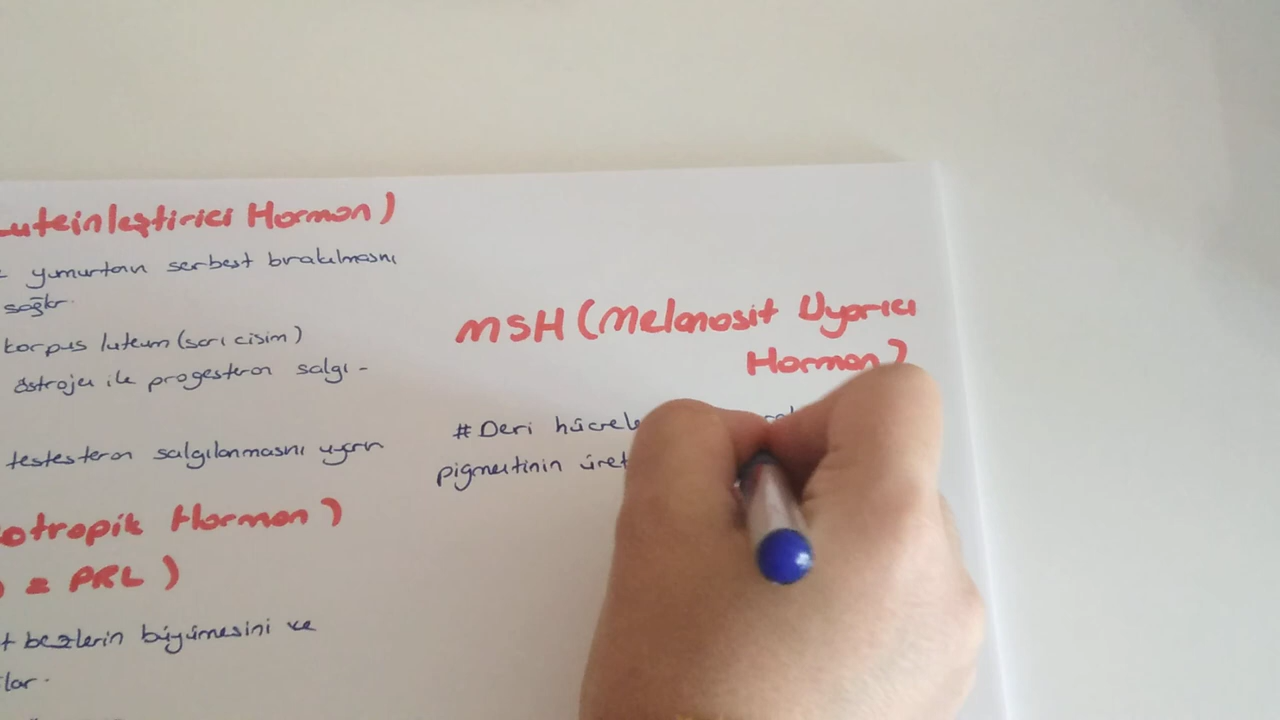 Luteinleştirici Hormon)
= yumurtanın serbest bırakılmasını
sağlar.
korpus luteum (sarı cisim)
östrojen ile progesteron salgı-
testesteron salgılanmasını uyarır
otropik Hormon)
) = PRL )
t bezlerin büyümesini ve
lar.
MSH (Melanosit Uyarıcı
Hormon)
#Deri hücrele
pigmentinin üret